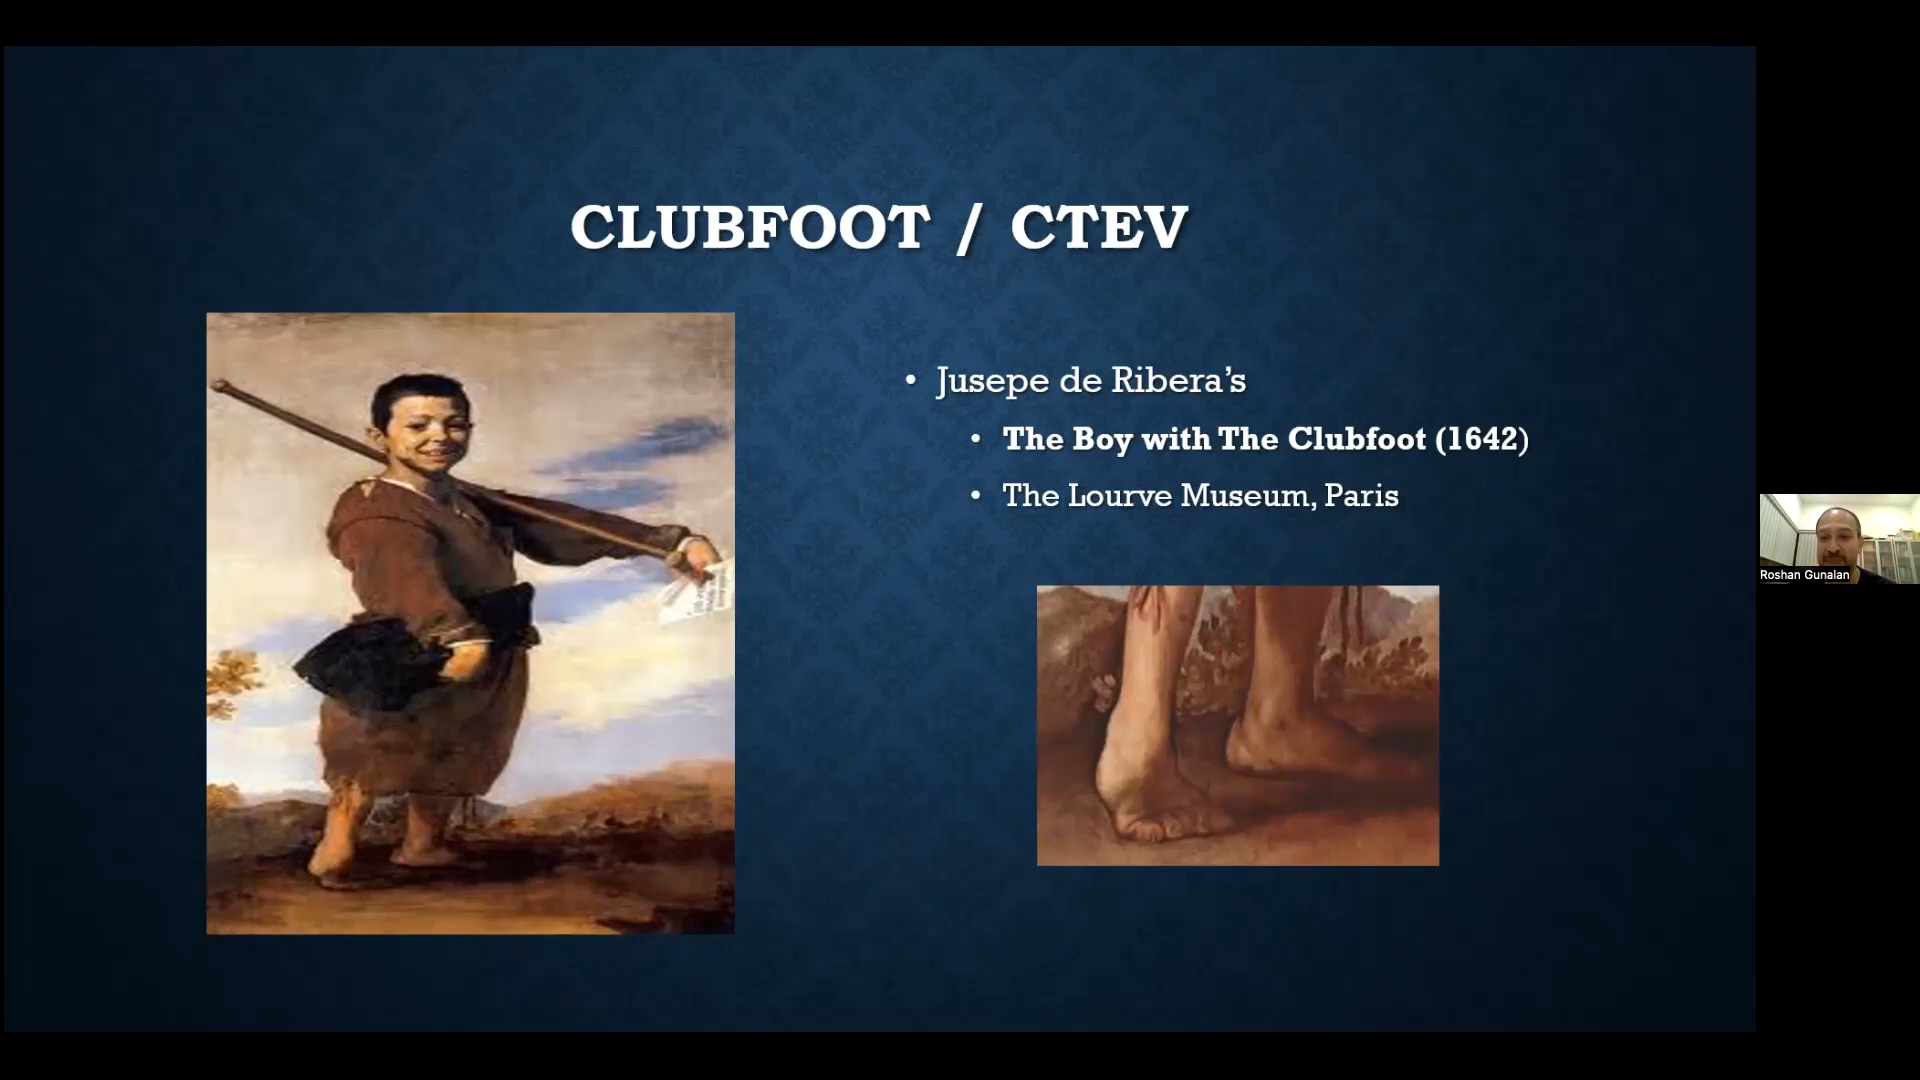 CLUBFOOT / CTEV
• Jusepe de Ribera’s
• The Boy with The Clubfoot (1642)
• The Lourve Museum, Paris
Roshan Gunalan